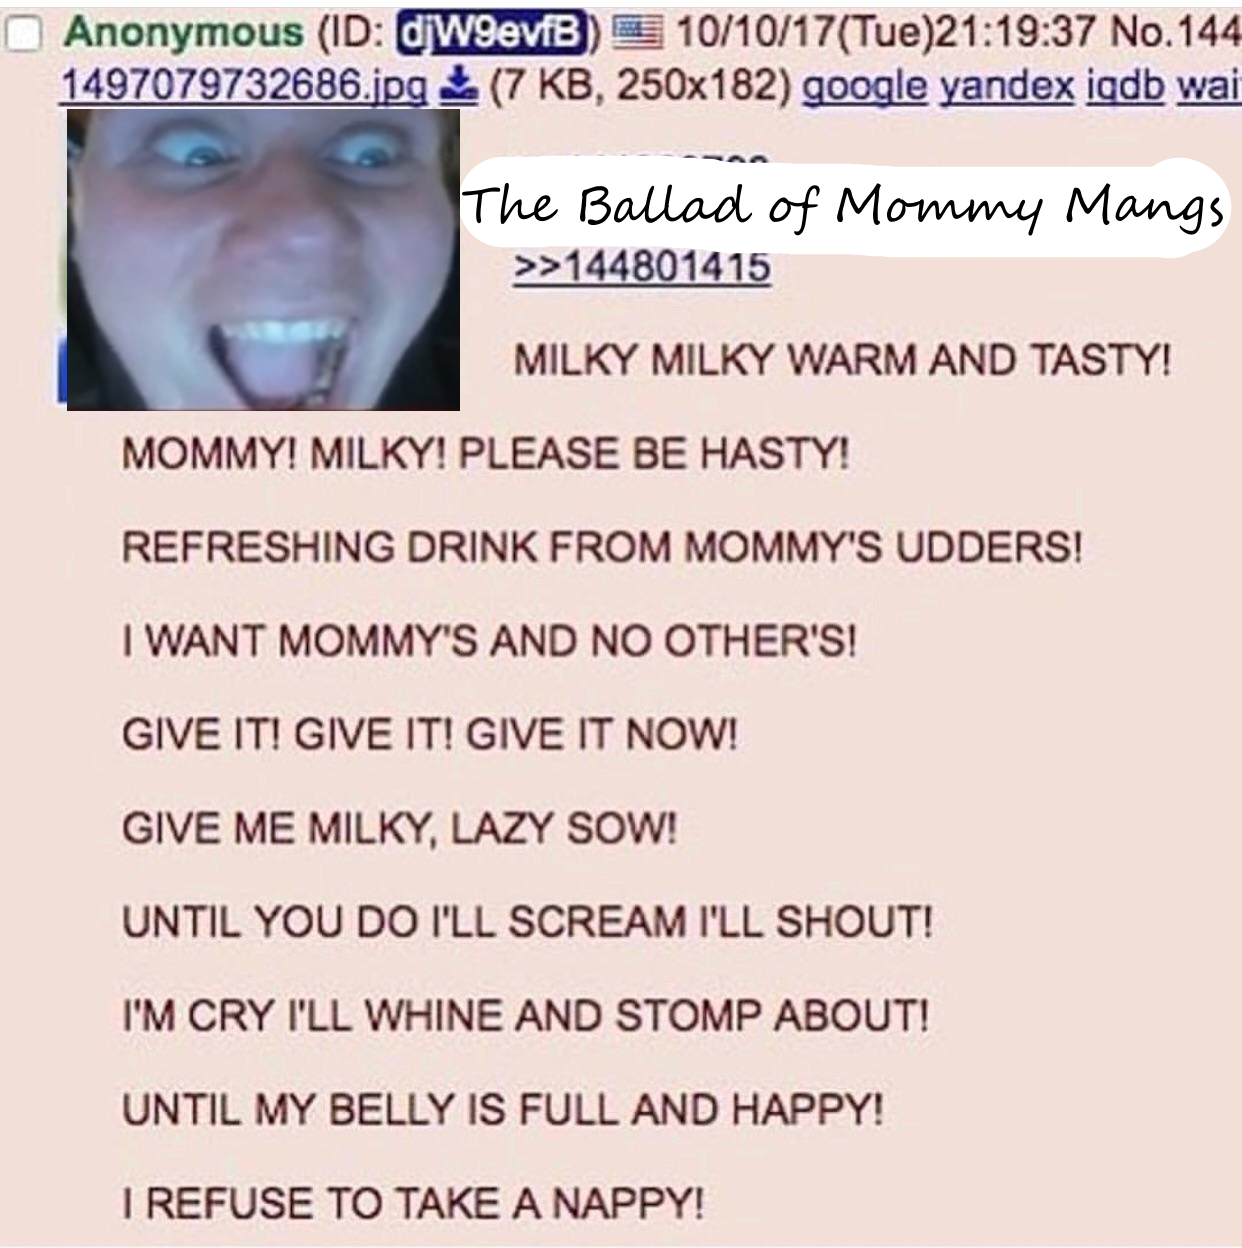 Anonymous (ID: djW9evfB) 10/10/17(Tue)21:19:37 No.144
1497079732686.jpg (7 KB, 250x182) google yandex iqdb wai
The Ballad of Mommy Mangs
>>144801415
MILKY MILKY WARM AND TASTY!
MOMMY! MILKY! PLEASE BE HASTY!
REFRESHING DRINK FROM MOMMY'S UDDERS!
I WANT MOMMY'S AND NO OTHER'S!
GIVE IT! GIVE IT! GIVE IT NOW!
GIVE ME MILKY, LAZY SOW!
UNTIL YOU DO I'LL SCREAM I'LL SHOUT!
I'M CRY I'LL WHINE AND STOMP ABOUT!
UNTIL MY BELLY IS FULL AND HAPPY!
I REFUSE TO TAKE A NAPPY!